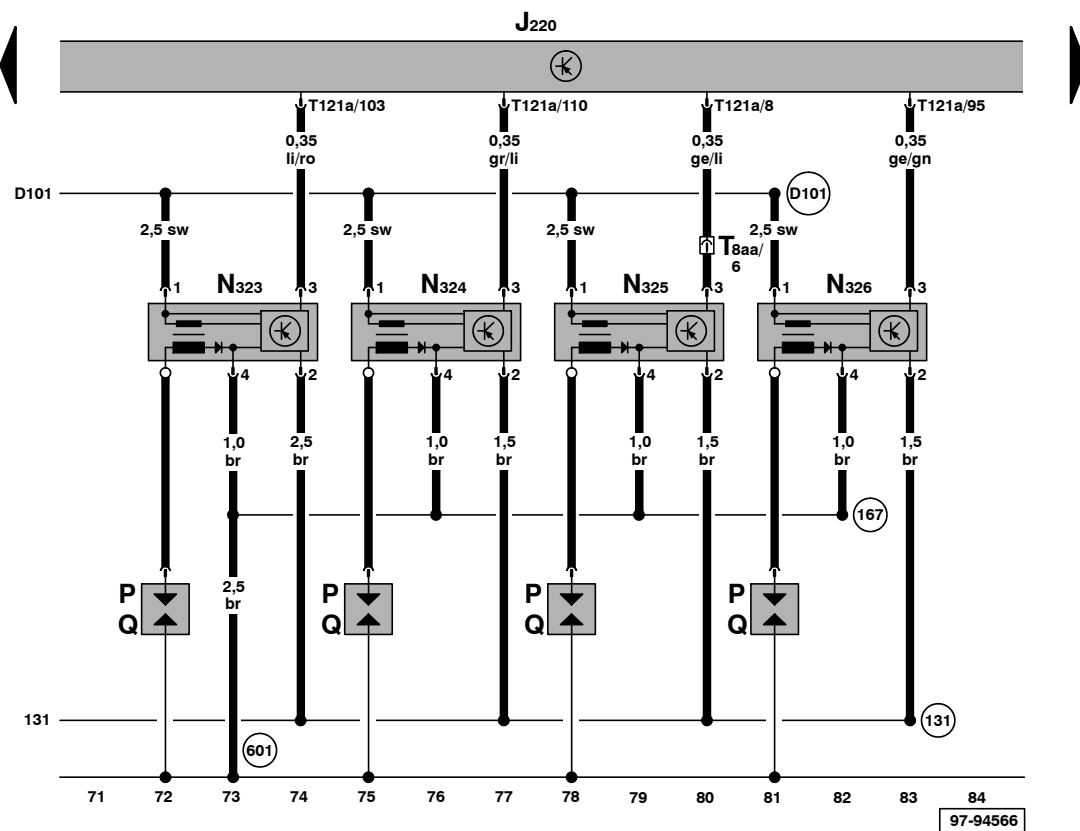 J220
T121a/103 T121a/110 T121a/8 T121a/95
0,35 0,35 0,35 0,35
li/ro gr/li ge/li ge/gn
D101 D101
2,5 sw 2,5 sw 2,5 sw 2,5 sw
T8aa/
6
1 N323 3 1 N324 3 1 N325 3 1 N326 3
4 2 4 2 4 2 4 2
1,0 2,5 1,0 1,5 1,0 1,5 1,0 1,5
br br br br br br br br
167
2,5
br
P P P P
Q Q Q Q
131 131
601
71 72 73 74 75 76 77 78 79 80 81 82 83 84
97-94566